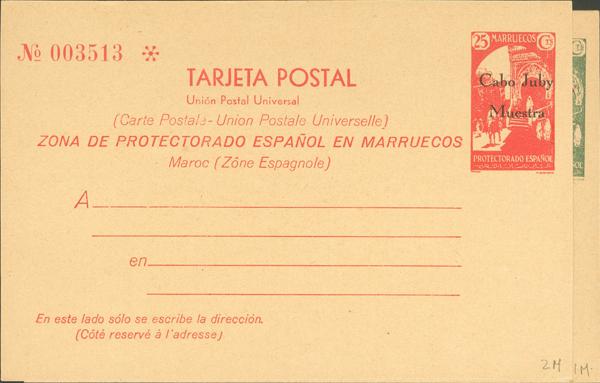 № 003513 *
25 MARRUECOS Cts
Cabo Juby
Muestra
PROTECTORADO ESPAÑOL
TARJETA POSTAL
Unión Postal Universal
(Carte Postale - Union Postale Universelle)
ZONA DE PROTECTORADO ESPAÑOL EN MARRUECOS
Maroc (Zône Espagnole)
A
en
En este lado sólo se escribe la dirección.
(Côté reservé à l'adresse)
2M 1M.